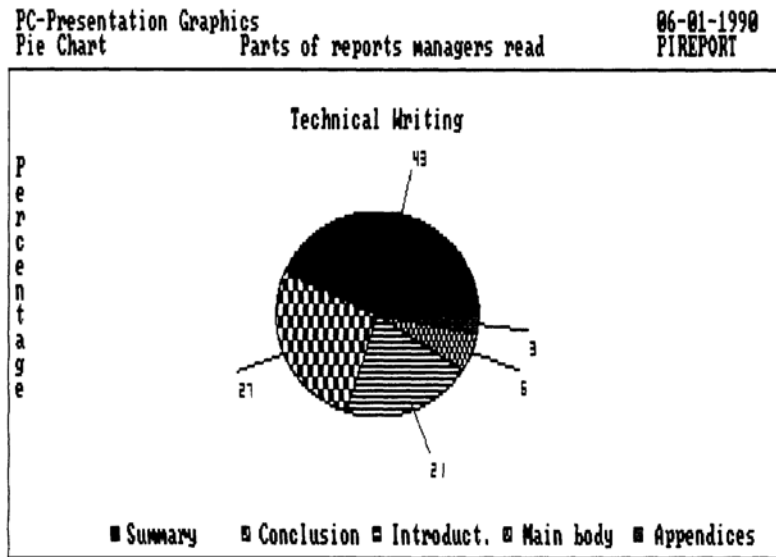 PC-Presentation Graphics 06-01-1990
Pie Chart Parts of reports managers read PIREPORT
Technical Writing
Percentage
43
3
6
27
21
Summary Conclusion Introduct. Main body Appendices